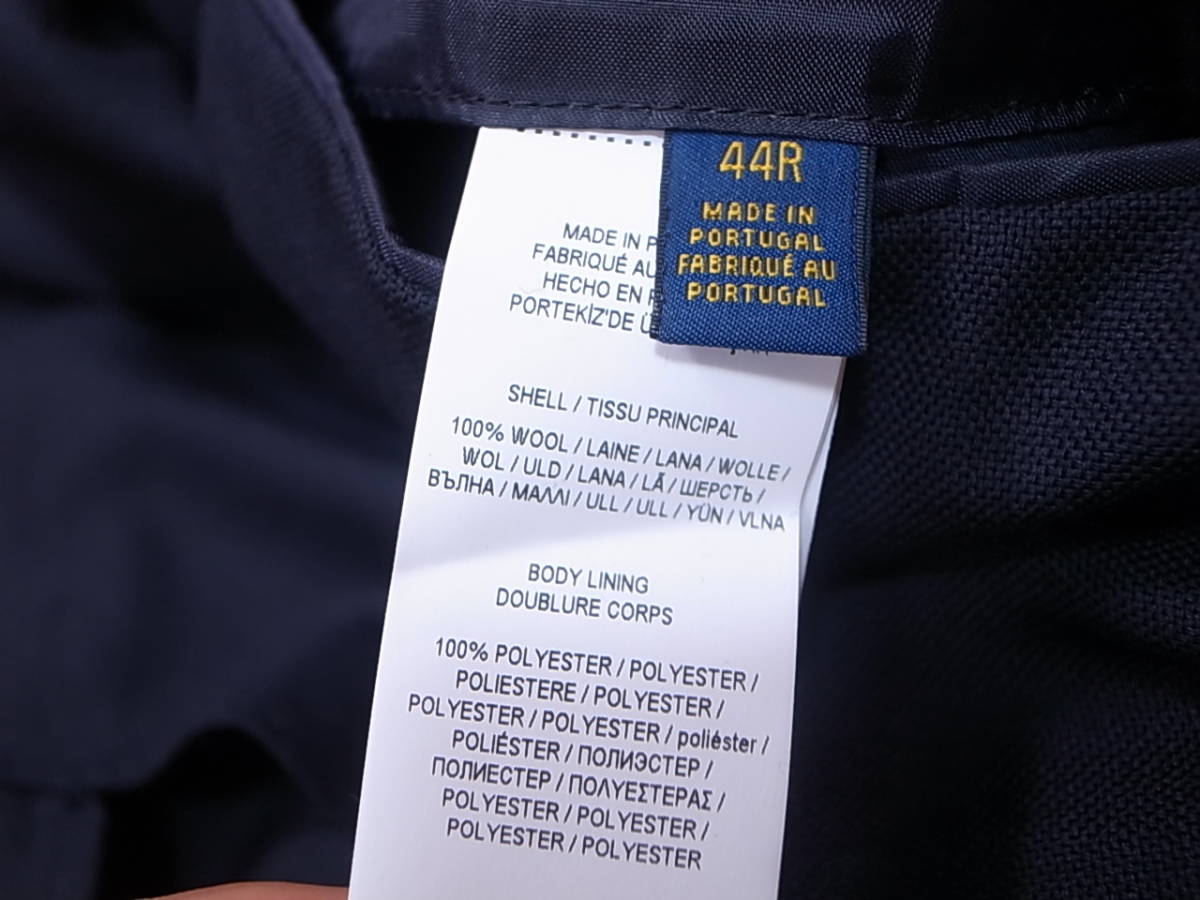 44R
MADE IN
PORTUGAL
FABRIQUÉ AU
PORTUGAL
MADE IN
FABRIQUÉ AU
HECHO EN
PORTEKİZ'DE
SHELL / TISSU PRINCIPAL
100% WOOL / LAINE / LANA / WOLLE /
WOL / ULD / LANA / LÃ / ШЕРСТЬ /
ВЪЛНА / ΜΑΛΛΙ / ULL / ULL / YÜN / VLNA
BODY LINING
DOUBLURE CORPS
100% POLYESTER / POLYESTER /
POLIESTERE / POLYESTER /
POLYESTER / POLYESTER / poliéster /
POLIÉSTER / ПОЛИЭСТЕР /
ПОЛИЕСТЕР / ΠΟΛΥΕΣΤΕΡΑΣ /
POLYESTER / POLYESTER /
POLYESTER / POLYESTER